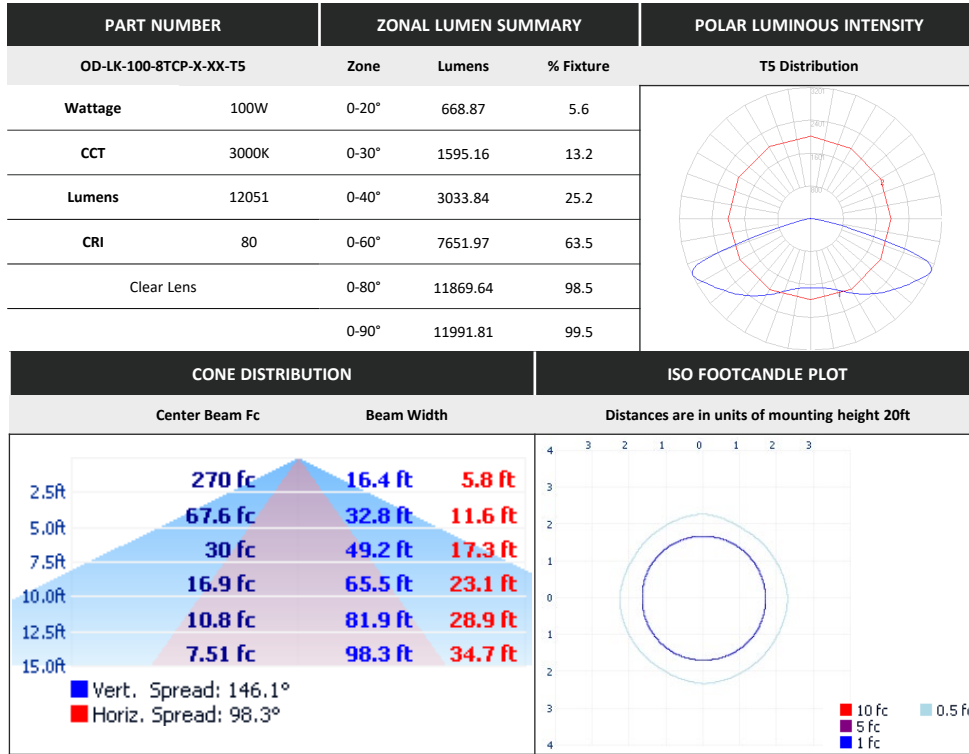 PART NUMBER
ZONAL LUMEN SUMMARY
POLAR LUMINOUS INTENSITY
OD-LK-100-8TCP-X-XX-T5
Zone Lumens % Fixture
T5 Distribution
Wattage 100W 0-20° 668.87 5.6
CCT 3000K 0-30° 1595.16 13.2
Lumens 12051 0-40° 3033.84 25.2
CRI 80 0-60° 7651.97 63.5
Clear Lens 0-80° 11869.64 98.5
0-90° 11991.81 99.5
3201
2401
1601
800
2
1
CONE DISTRIBUTION
Center Beam Fc Beam Width
2.5ft 270 fc 16.4 ft 5.8 ft
5.0ft 67.6 fc 32.8 ft 11.6 ft
7.5ft 30 fc 49.2 ft 17.3 ft
10.0ft 16.9 fc 65.5 ft 23.1 ft
12.5ft 10.8 fc 81.9 ft 28.9 ft
15.0ft 7.51 fc 98.3 ft 34.7 ft
Vert. Spread: 146.1°
Horiz. Spread: 98.3°
ISO FOOTCANDLE PLOT
Distances are in units of mounting height 20ft
3 2 1 0 1 2 3
4
3
2
1
0
1
2
3
4
10 fc 0.5 fc
5 fc
1 fc